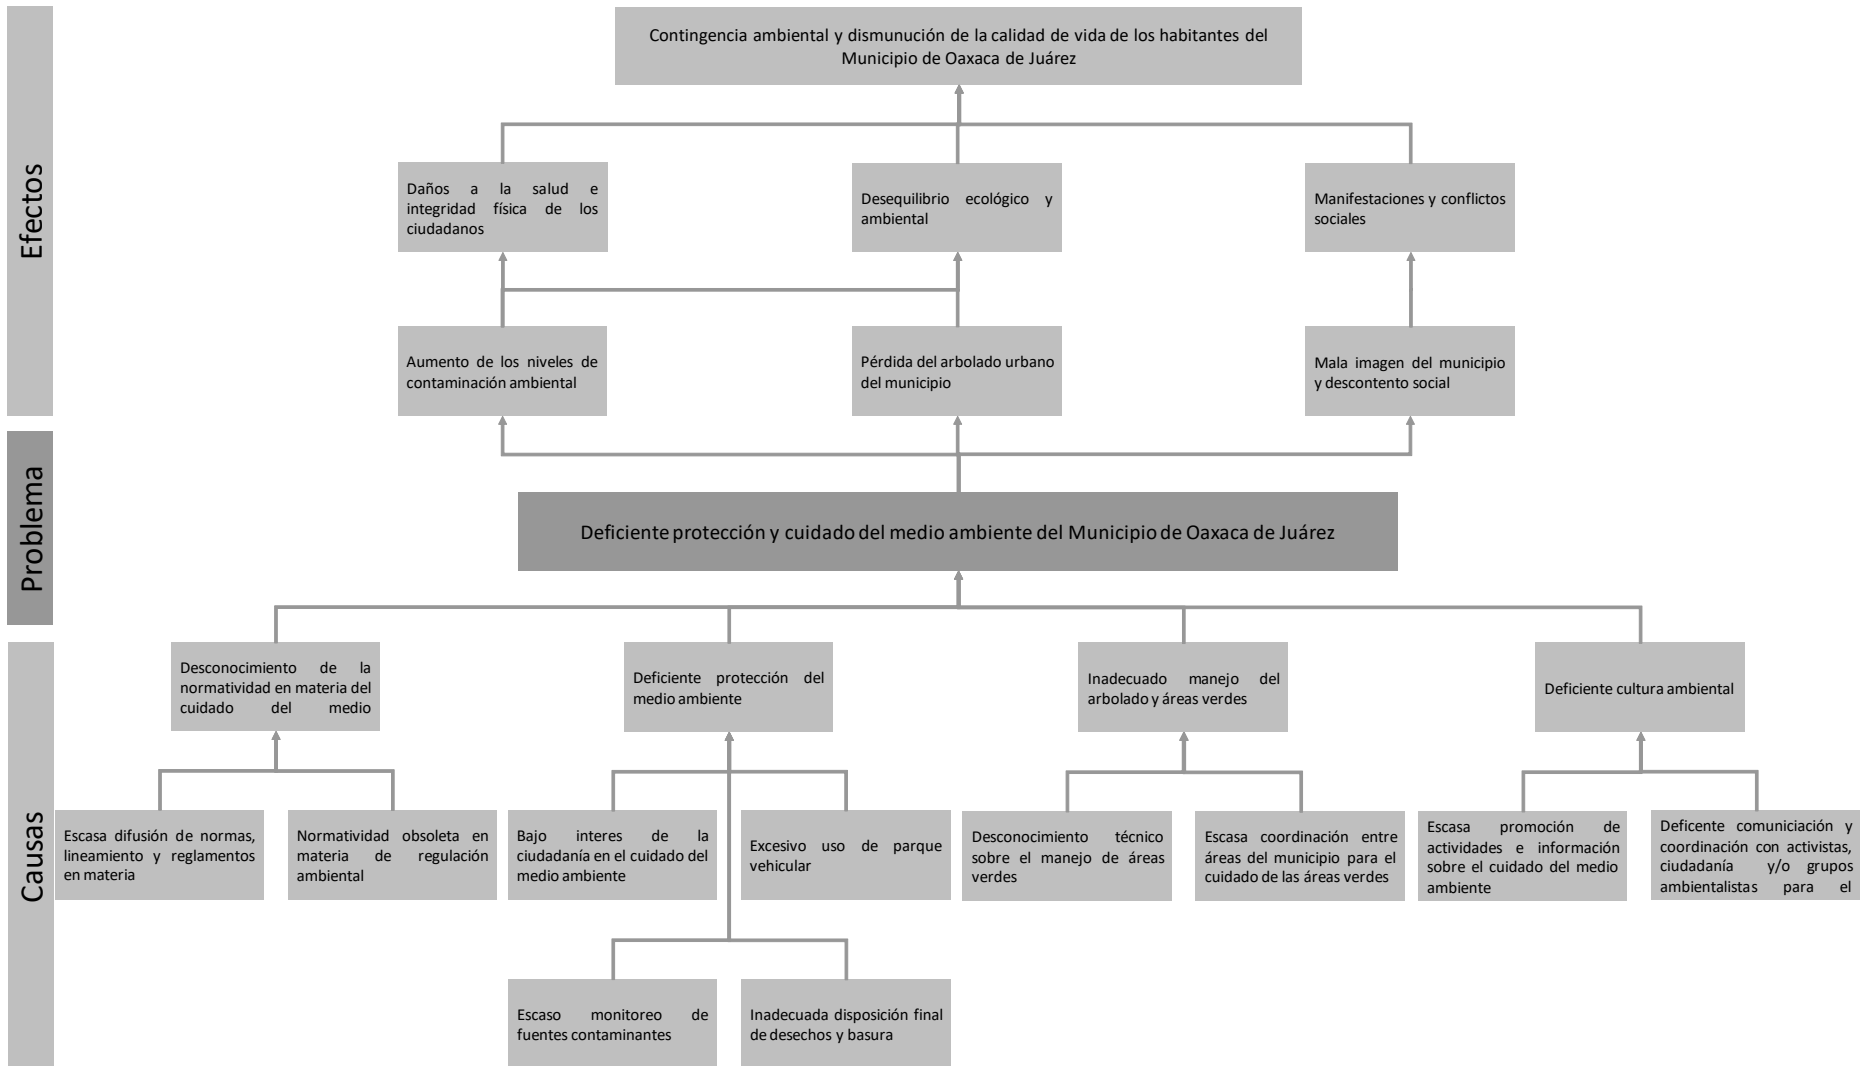 Efectos
Contingencia ambiental y dismunución de la calidad de vida de los habitantes del
Municipio de Oaxaca de Juárez
Daños a la salud e
integridad física de los
ciudadanos
Desequilibrio ecológico y
ambiental
Manifestaciones y conflictos
sociales
Aumento de los niveles de
contaminación ambiental
Pérdida del arbolado urbano
del municipio
Mala imagen del municipio
y descontento social
Problema
Deficiente protección y cuidado del medio ambiente del Municipio de Oaxaca de Juárez
Causas
Desconocimiento de la
normatividad en materia del
cuidado del medio
Deficiente protección del
medio ambiente
Inadecuado manejo del
arbolado y áreas verdes
Deficiente cultura ambiental
Escasa difusión de normas,
lineamiento y reglamentos
en materia
Normatividad obsoleta en
materia de regulación
ambiental
Bajo interes de la
ciudadanía en el cuidado del
medio ambiente
Excesivo uso de parque
vehicular
Desconocimiento técnico
sobre el manejo de áreas
verdes
Escasa coordinación entre
áreas del municipio para el
cuidado de las áreas verdes
Escasa promoción de
actividades e información
sobre el cuidado del medio
ambiente
Deficente comuniciación y
coordinación con activistas,
ciudadanía y/o grupos
ambientalistas para el
Escaso monitoreo de
fuentes contaminantes
Inadecuada disposición final
de desechos y basura